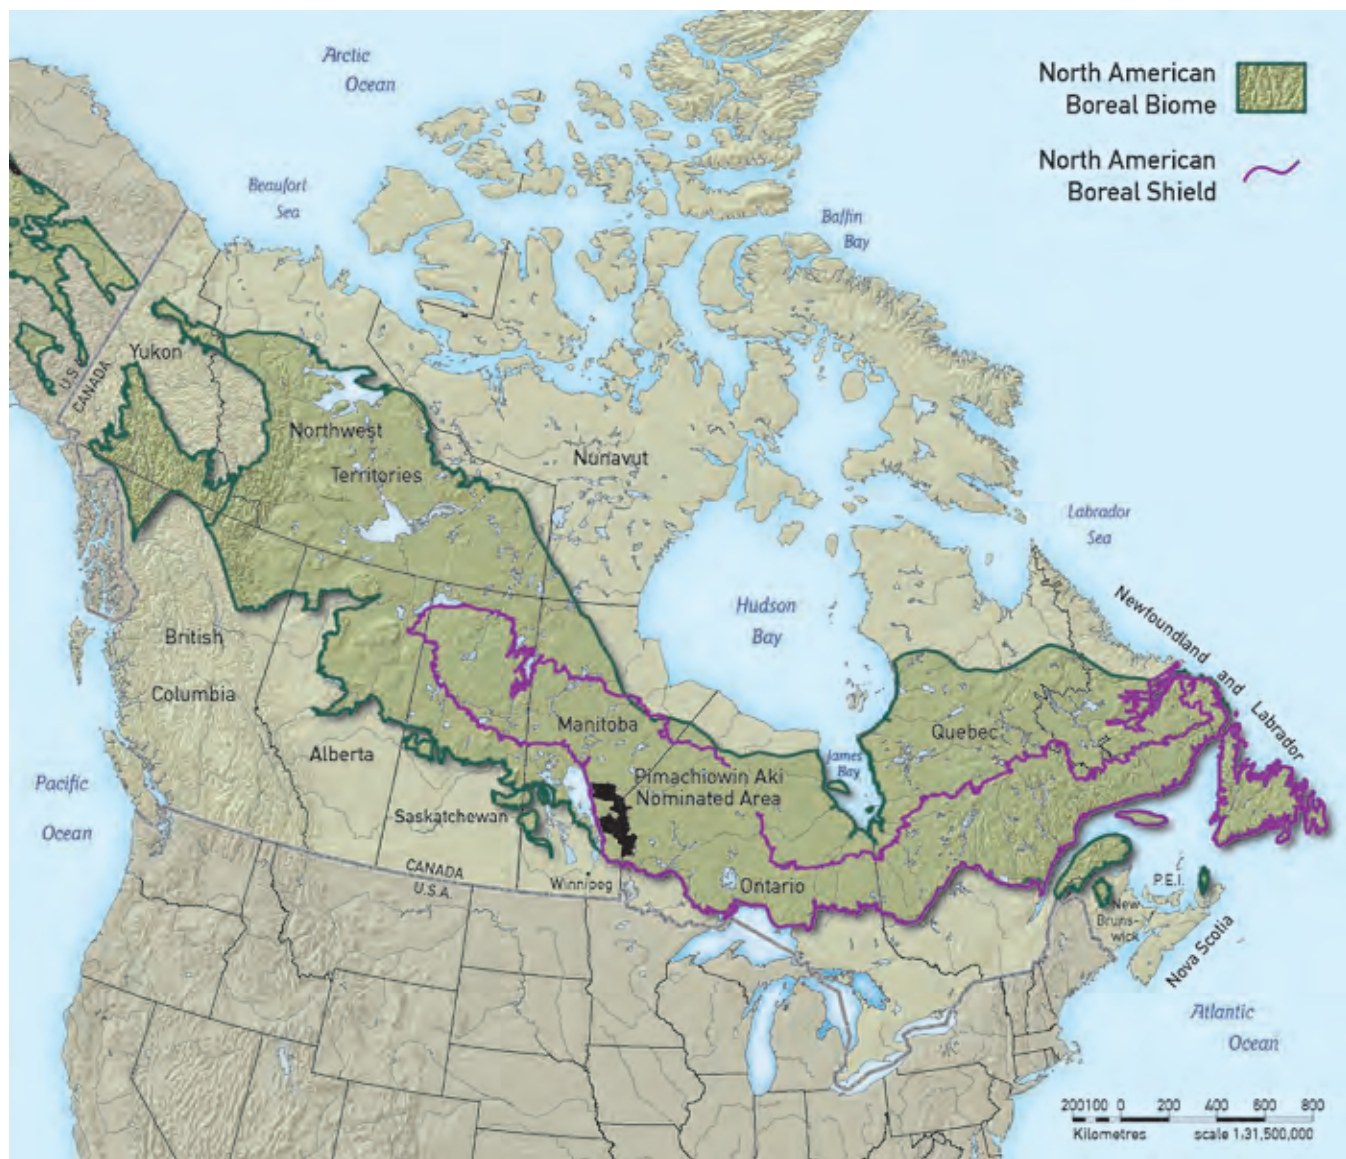 Arctic
Ocean
North American
Boreal Biome
North American
Boreal Shield
Beaufort
Sea
Baffin
Bay
Yukon
U.S.
CANADA
Northwest
Territories
Nunavut
Labrador
Sea
Hudson
Bay
Newfoundland and Labrador
British
Columbia
Alberta
Manitoba
Quebec
James
Bay
Pimachiowin Aki
Nominated Area
Pacific
Ocean
Saskatchewan
CANADA
U.S.A.
Winnipeg
Ontario
P.E.I.
New
Bruns-
wick
Nova Scotia
Atlantic
Ocean
200100 0 200 400 600 800
Kilometres scale 1:31,500,000